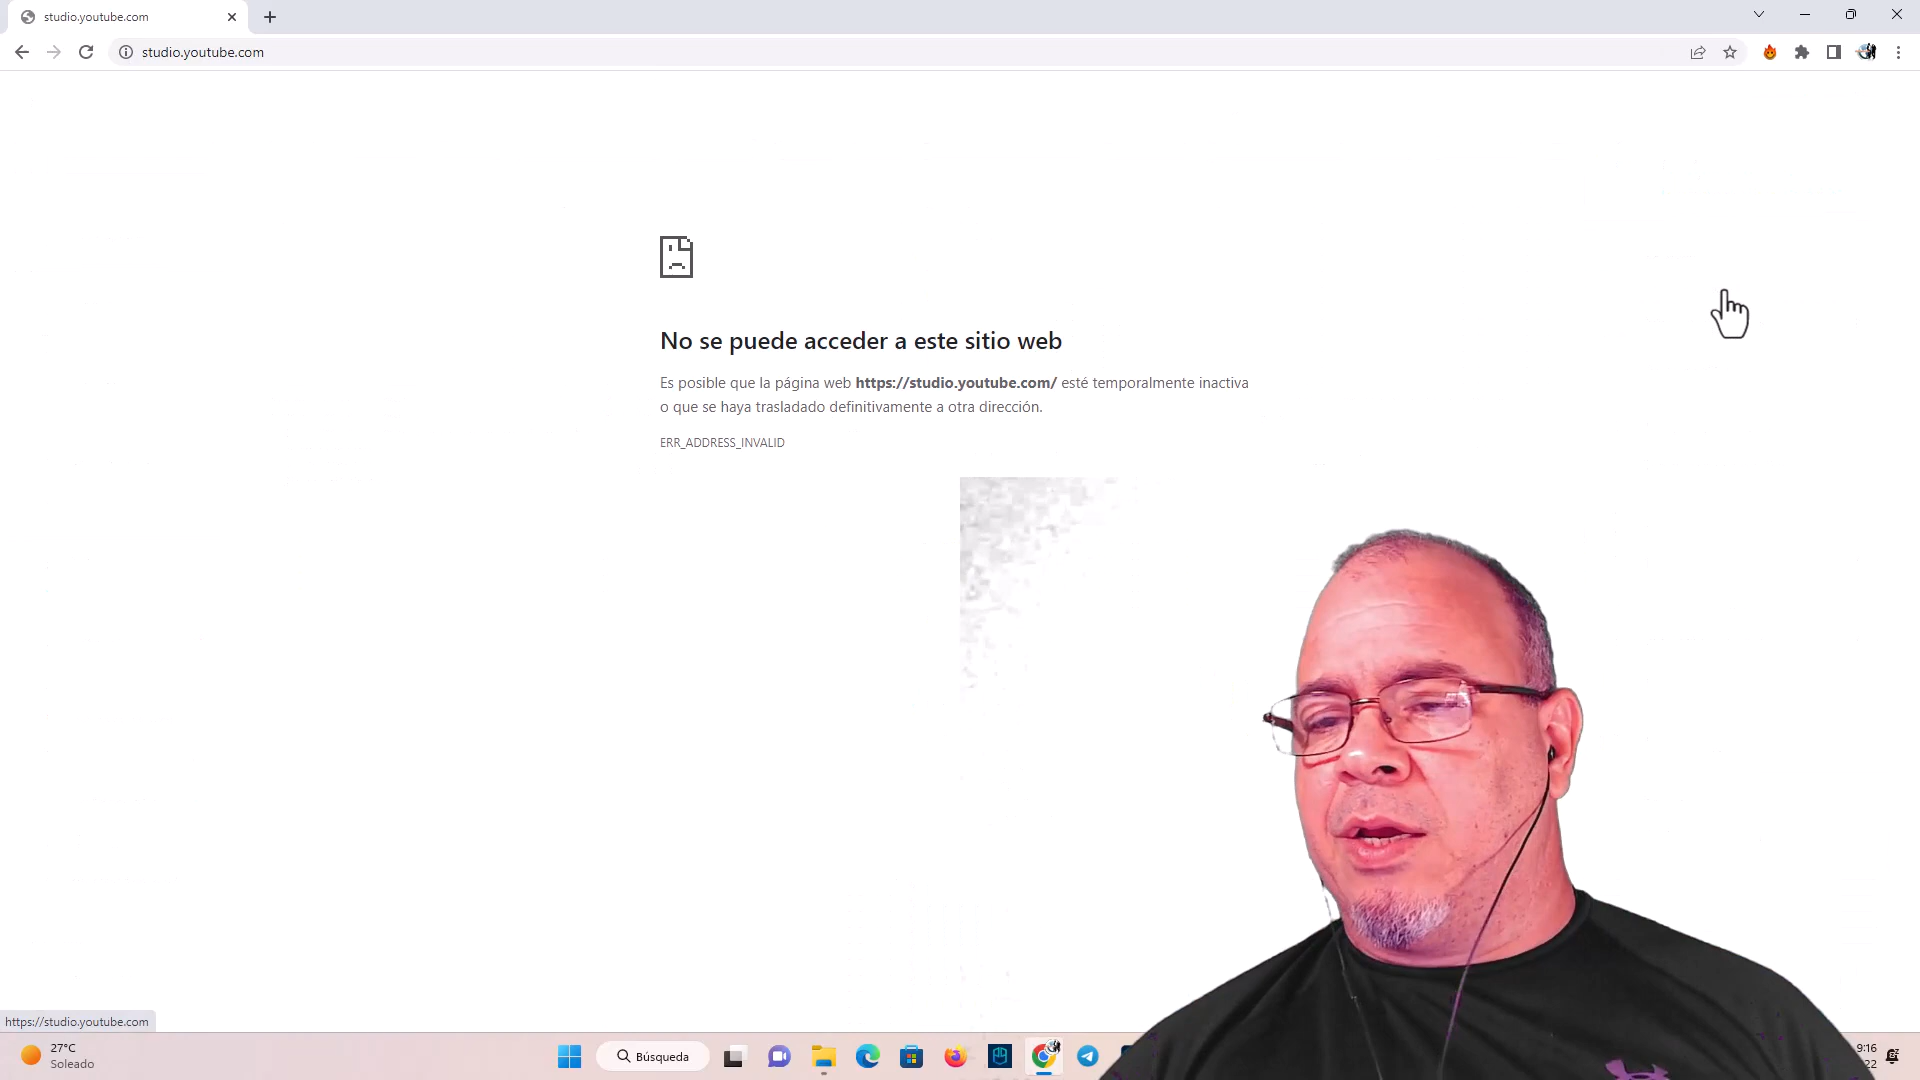 studio.youtube.com
studio.youtube.com
No se puede acceder a este sitio web
Es posible que la página web https://studio.youtube.com/ esté temporalmente inactiva
o que se haya trasladado definitivamente a otra dirección.
ERR_ADDRESS_INVALID
https://studio.youtube.com
27°C
Soleado
Búsqueda
9:16
22